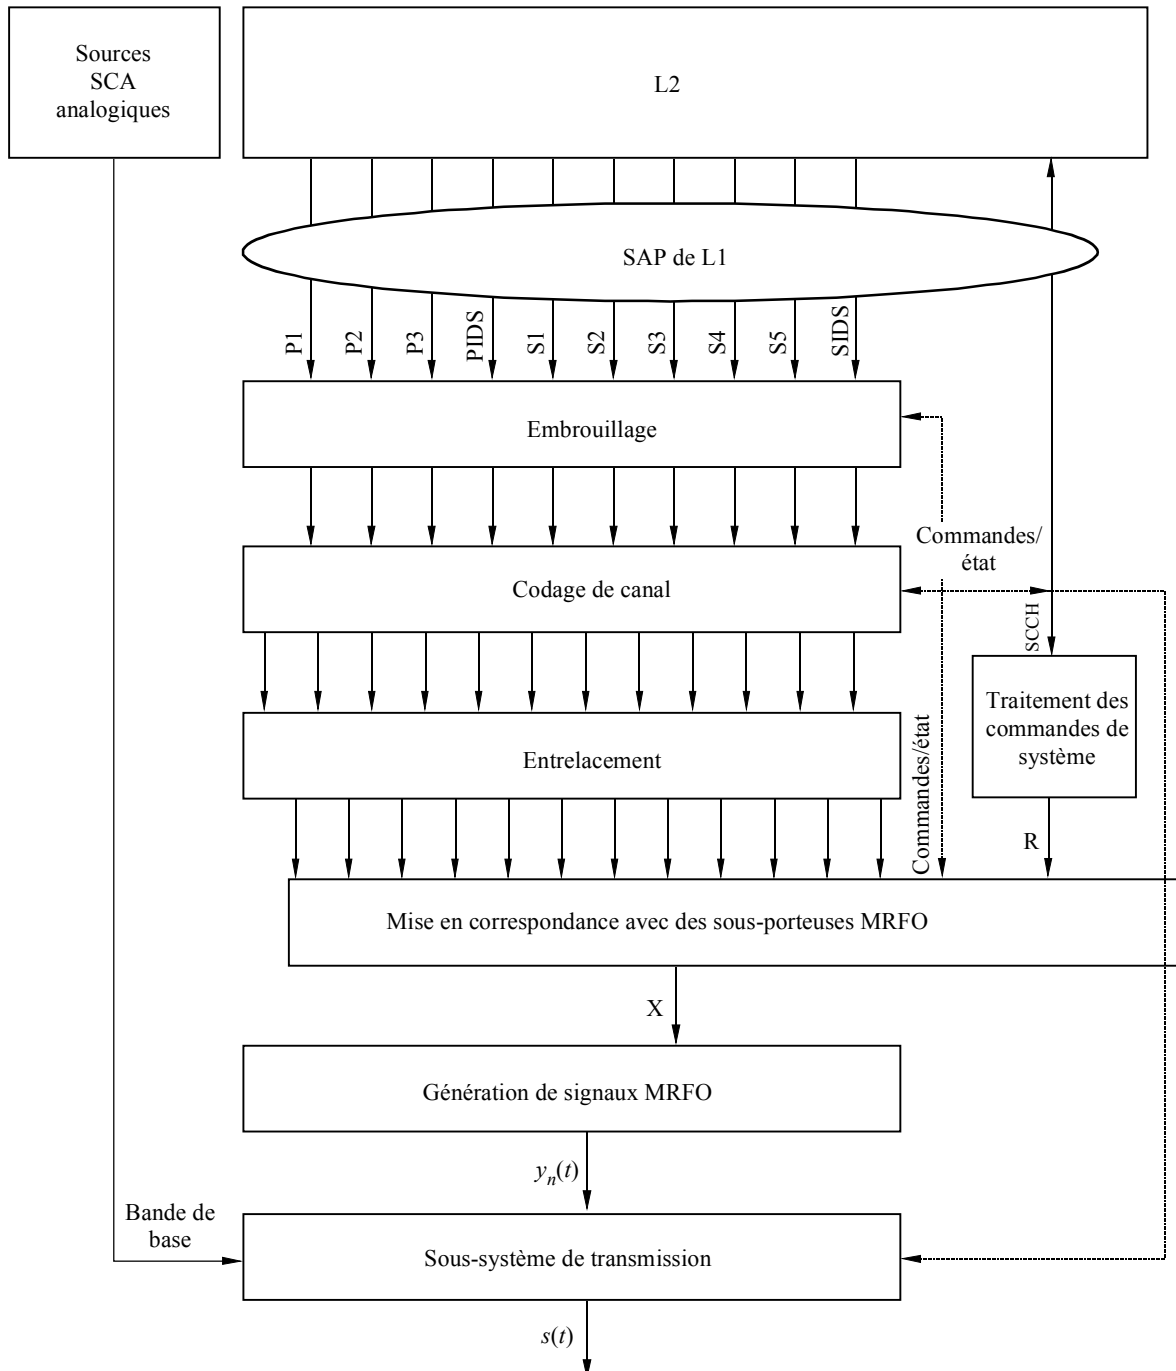 Sources
SCA
analogiques
L2
SAP de L1
P1
P2
P3
PIDS
S1
S2
S3
S4
S5
SIDS
Embrouillage
Commandes/
état
Codage de canal
SCCH
Traitement des
commandes de
système
Entrelacement
Commandes/état
R
Mise en correspondance avec des sous-porteuses MRFO
X
Génération de signaux MRFO
yn(t)
Bande de
base
Sous-système de transmission
s(t)